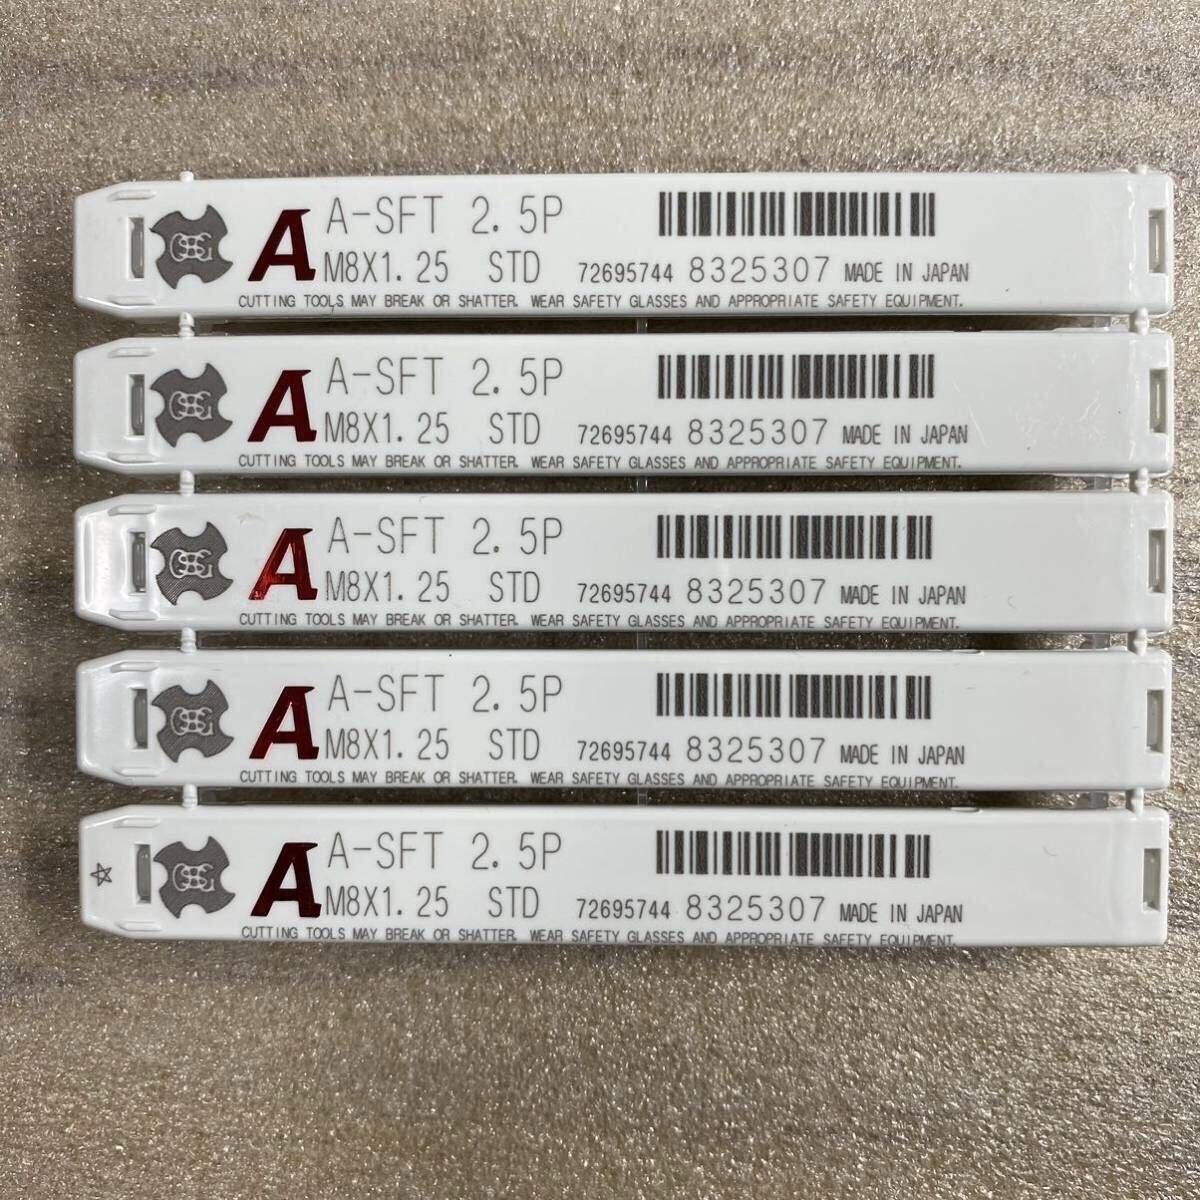 A A-SFT 2.5P
M8X1.25 STD 72695744 8325307 MADE IN JAPAN
CUTTING TOOLS MAY BREAK OR SHATTER. WEAR SAFETY GLASSES AND APPROPRIATE SAFETY EQUIPMENT.
A A-SFT 2.5P
M8X1.25 STD 72695744 8325307 MADE IN JAPAN
CUTTING TOOLS MAY BREAK OR SHATTER. WEAR SAFETY GLASSES AND APPROPRIATE SAFETY EQUIPMENT.
A A-SFT 2.5P
M8X1.25 STD 72695744 8325307 MADE IN JAPAN
CUTTING TOOLS MAY BREAK OR SHATTER. WEAR SAFETY GLASSES AND APPROPRIATE SAFETY EQUIPMENT.
A A-SFT 2.5P
M8X1.25 STD 72695744 8325307 MADE IN JAPAN
CUTTING TOOLS MAY BREAK OR SHATTER. WEAR SAFETY GLASSES AND APPROPRIATE SAFETY EQUIPMENT.
A A-SFT 2.5P
M8X1.25 STD 72695744 8325307 MADE IN JAPAN
CUTTING TOOLS MAY BREAK OR SHATTER. WEAR SAFETY GLASSES AND APPROPRIATE SAFETY EQUIPMENT.